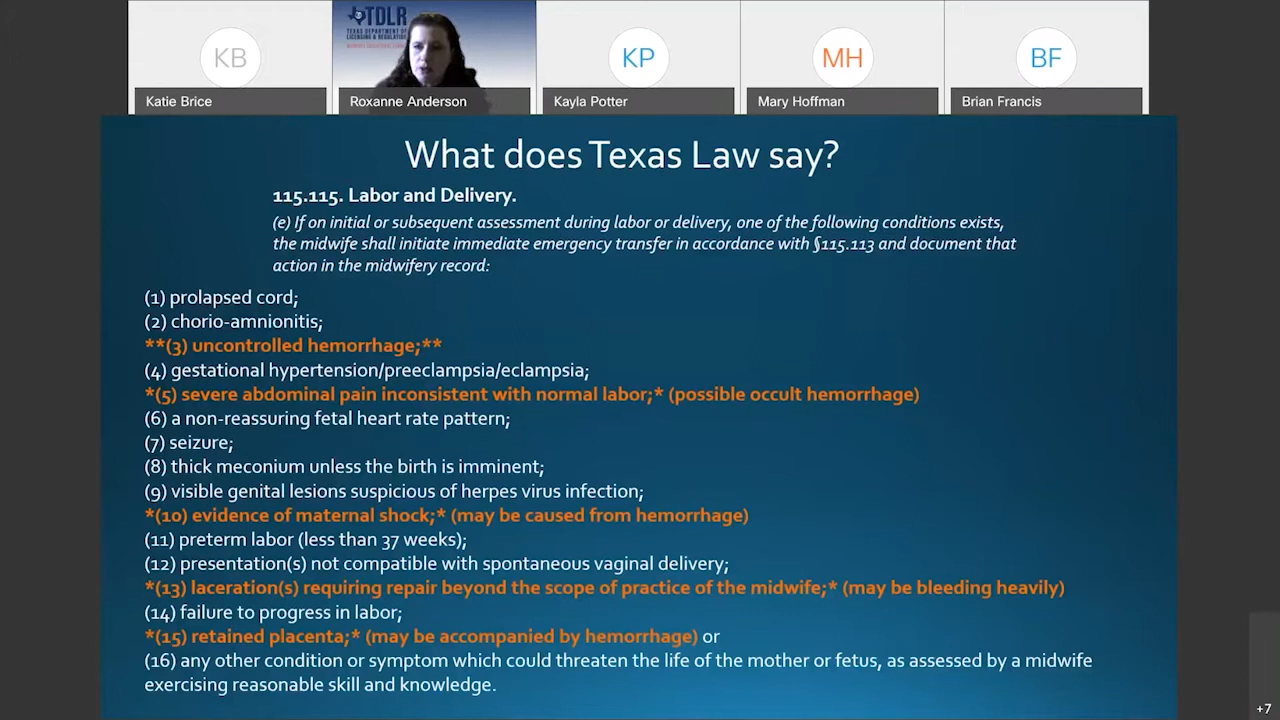 KB
TDLR
TEXAS DEPARTMENT OF
LICENSING & REGULATION
KP
MH
BF
Katie Brice
Roxanne Anderson
Kayla Potter
Mary Hoffman
Brian Francis
What does Texas Law say?
115.115. Labor and Delivery.
(e) If on initial or subsequent assessment during labor or delivery, one of the following conditions exists,
the midwife shall initiate immediate emergency transfer in accordance with §115.113 and document that
action in the midwifery record:
(1) prolapsed cord;
(2) chorio-amnionitis;
**(3) uncontrolled hemorrhage;**
(4) gestational hypertension/preeclampsia/eclampsia;
*(5) severe abdominal pain inconsistent with normal labor;* (possible occult hemorrhage)
(6) a non-reassuring fetal heart rate pattern;
(7) seizure;
(8) thick meconium unless the birth is imminent;
(9) visible genital lesions suspicious of herpes virus infection;
*(10) evidence of maternal shock;* (may be caused from hemorrhage)
(11) preterm labor (less than 37 weeks);
(12) presentation(s) not compatible with spontaneous vaginal delivery;
*(13) laceration(s) requiring repair beyond the scope of practice of the midwife;* (may be bleeding heavily)
(14) failure to progress in labor;
*(15) retained placenta;* (may be accompanied by hemorrhage) or
(16) any other condition or symptom which could threaten the life of the mother or fetus, as assessed by a midwife
exercising reasonable skill and knowledge.
+7